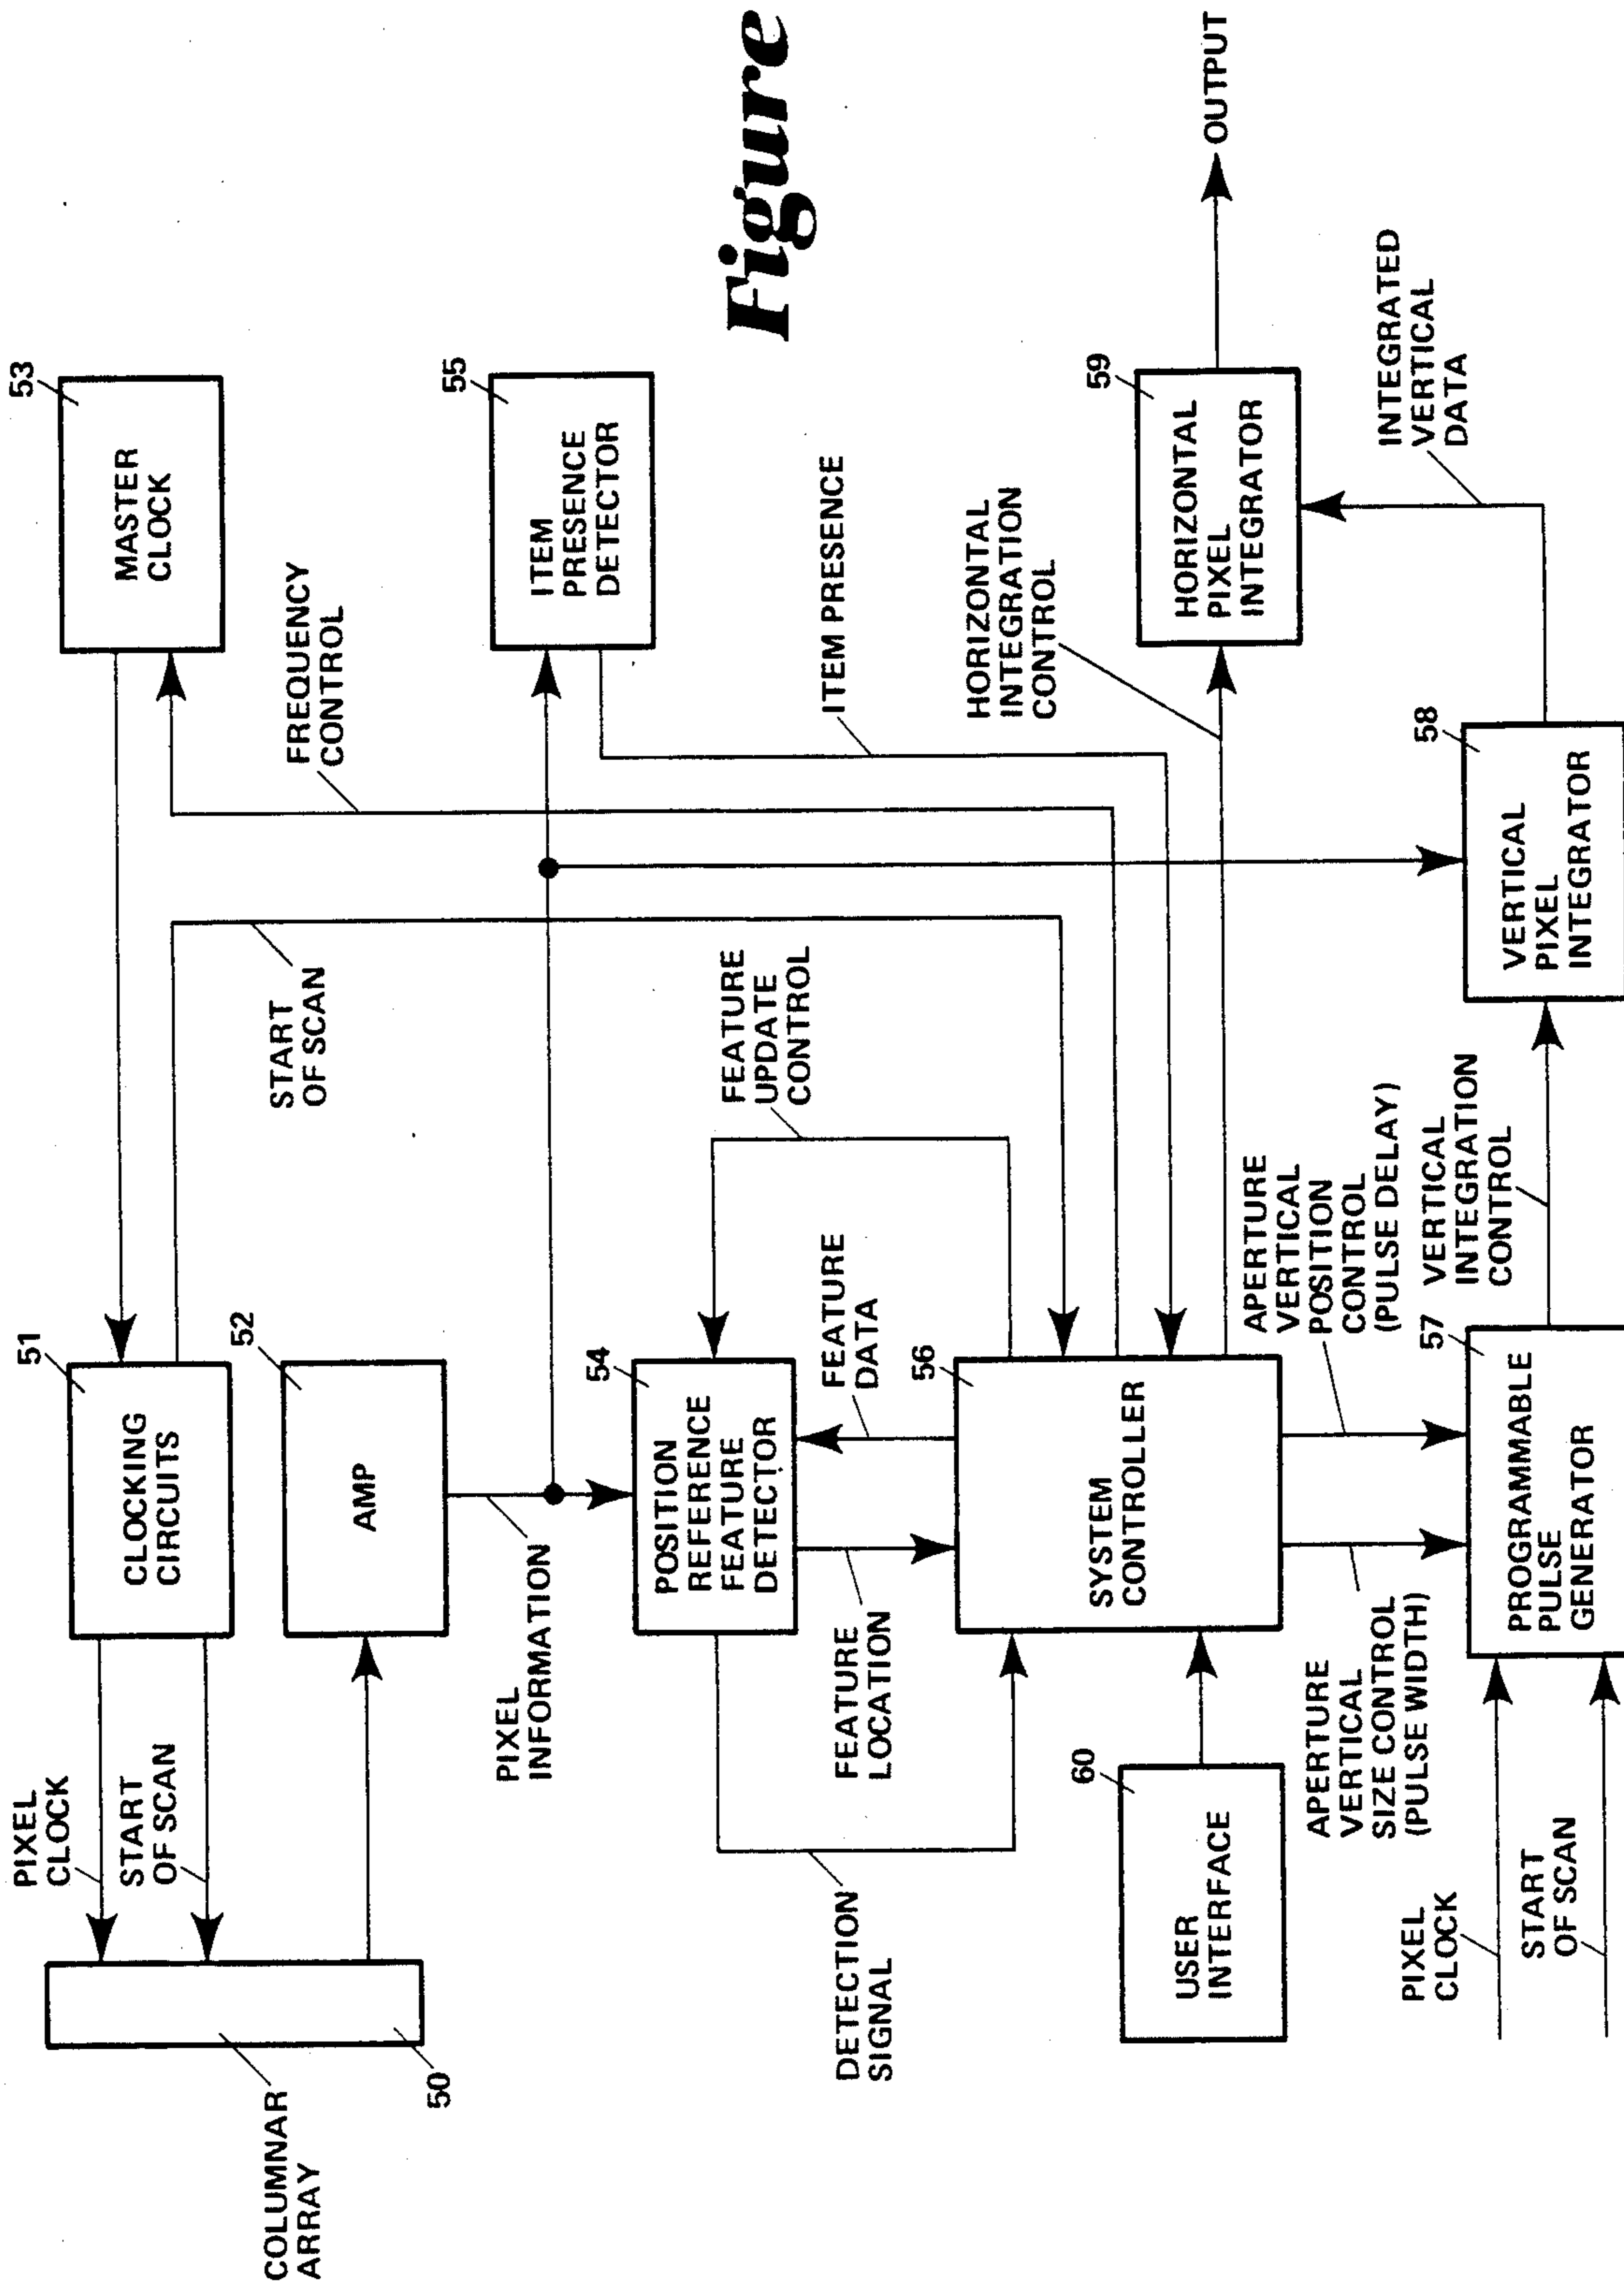 53
MASTER
CLOCK
51
CLOCKING
CIRCUITS
PIXEL
CLOCK
START
OF SCAN
COLUMNAR
ARRAY
50
52
AMP
START
OF SCAN
FREQUENCY
CONTROL
55
ITEM
PRESENCE
DETECTOR
PIXEL
INFORMATION
54
POSITION
REFERENCE
FEATURE
DETECTOR
FEATURE
UPDATE
CONTROL
ITEM PRESENCE
Figure
DETECTION
SIGNAL
FEATURE
LOCATION
FEATURE
DATA
56
SYSTEM
CONTROLLER
HORIZONTAL
INTEGRATION
CONTROL
59
HORIZONTAL
PIXEL
INTEGRATOR
OUTPUT
60
USER
INTERFACE
APERTURE
VERTICAL
SIZE CONTROL
(PULSE WIDTH)
APERTURE
VERTICAL
POSITION
CONTROL
(PULSE DELAY)
INTEGRATED
VERTICAL
DATA
PIXEL
CLOCK
START
OF SCAN
57
PROGRAMMABLE
PULSE
GENERATOR
VERTICAL
INTEGRATION
CONTROL
58
VERTICAL
PIXEL
INTEGRATOR